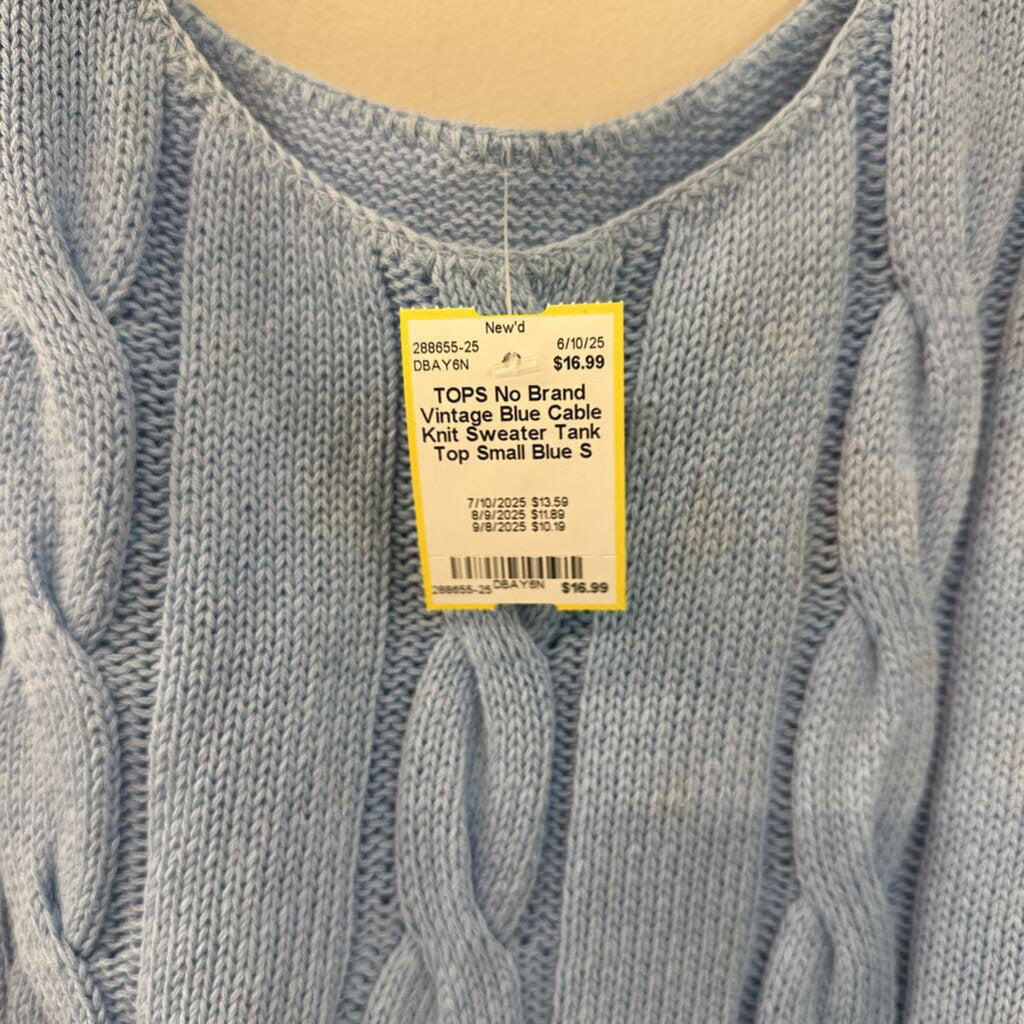 New'd
288655-25 6/10/25
DBAY6N $16.99
TOPS No Brand
Vintage Blue Cable
Knit Sweater Tank
Top Small Blue S
7/10/2025 $13.59
8/9/2025 $11.89
9/8/2025 $10.19
288655-25 DBAY6N $16.99